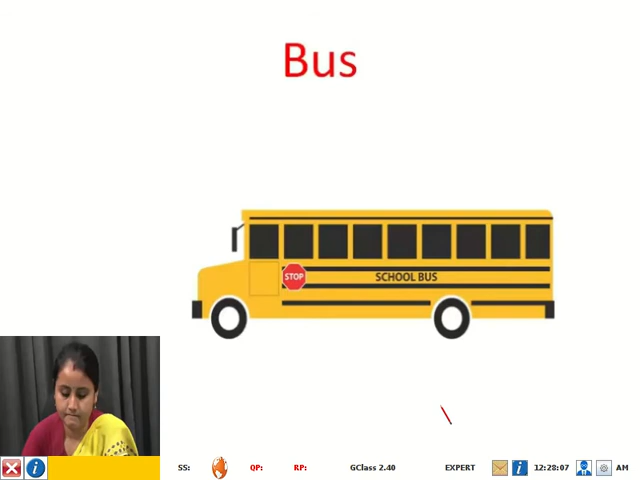 Bus
STOP
SCHOOL BUS
SS: QP: RP: GClass 2.40 EXPERT 12:28:07 AM